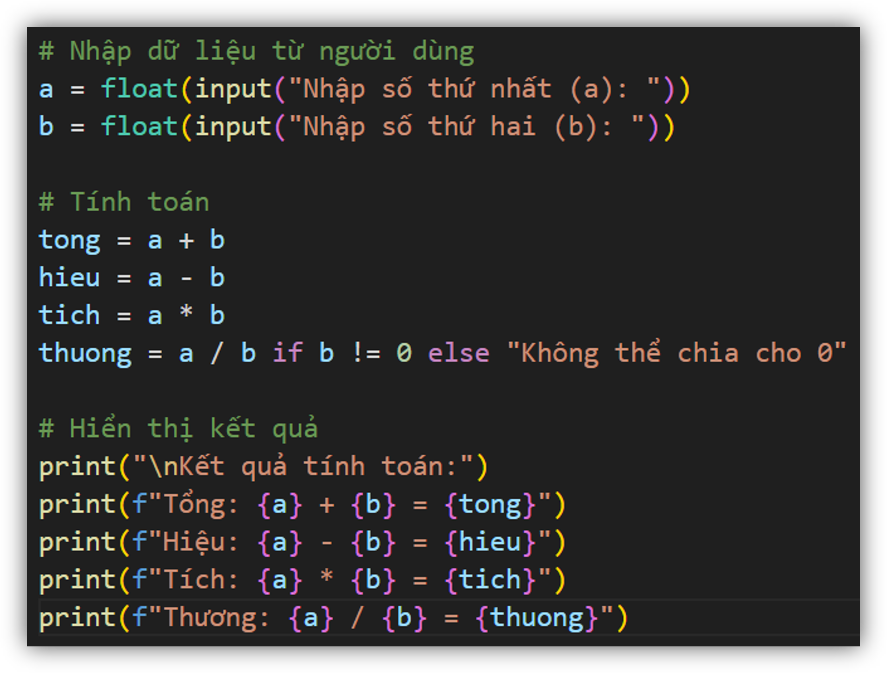 # Nhập dữ liệu từ người dùng
a = float(input("Nhập số thứ nhất (a): "))
b = float(input("Nhập số thứ hai (b): "))
# Tính toán
tong = a + b
hieu = a - b
tich = a * b
thuong = a / b if b != 0 else "Không thể chia cho 0"
# Hiển thị kết quả
print("\nKết quả tính toán:")
print(f"Tổng: {a} + {b} = {tong}")
print(f"Hiệu: {a} - {b} = {hieu}")
print(f"Tích: {a} * {b} = {tich}")
print(f"Thương: {a} / {b} = {thuong}")